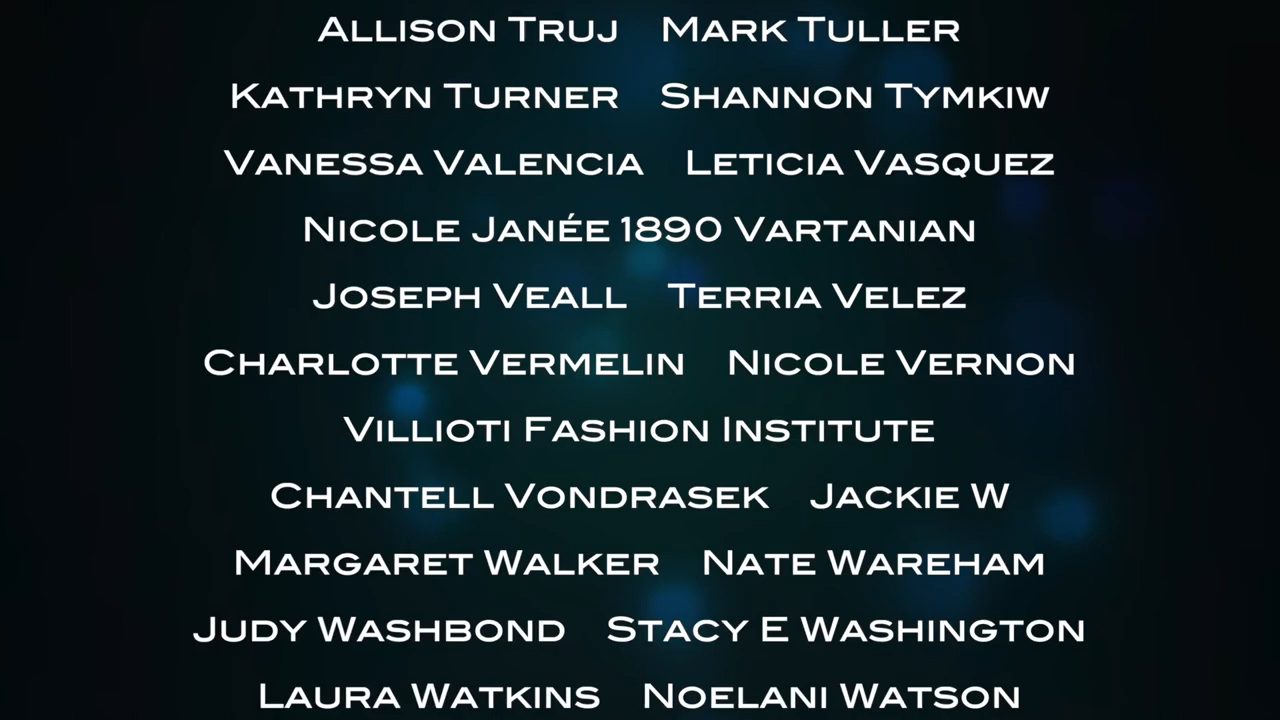 Allison Truj Mark Tuller
Kathryn Turner Shannon Tymkiw
Vanessa Valencia Leticia Vasquez
Nicole Janée 1890 Vartanian
Joseph Veall Terria Velez
Charlotte Vermelin Nicole Vernon
Villioti Fashion Institute
Chantell Vondrasek Jackie W
Margaret Walker Nate Wareham
Judy Washbond Stacy E Washington
Laura Watkins Noelani Watson